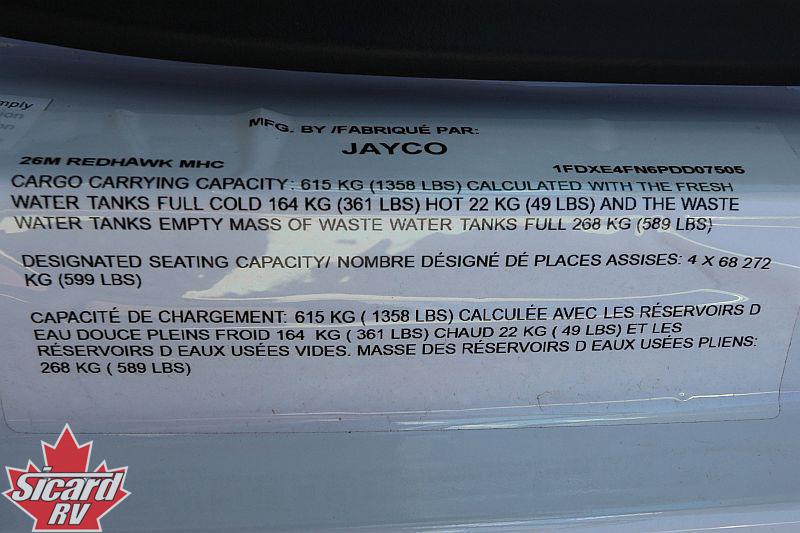 mply
ion
on
MFG. BY /FABRIQUÉ PAR:
JAYCO
26M REDHAWK MHC 1FDXE4FN6PDD07505
CARGO CARRYING CAPACITY: 615 KG (1358 LBS) CALCULATED WITH THE FRESH
WATER TANKS FULL COLD 164 KG (361 LBS) HOT 22 KG (49 LBS) AND THE WASTE
WATER TANKS EMPTY MASS OF WASTE WATER TANKS FULL 268 KG (589 LBS)
DESIGNATED SEATING CAPACITY/ NOMBRE DÉSIGNÉ DÉ PLACES ASSISES: 4 X 68 272
KG (599 LBS)
CAPACITÉ DE CHARGEMENT: 615 KG ( 1358 LBS) CALCULÉE AVEC LES RÉSERVOIRS D
EAU DOUCE PLEINS FROID 164 KG ( 361 LBS) CHAUD 22 KG ( 49 LBS) ET LES
RÉSERVOIRS D EAUX USÉES VIDES. MASSE DES RÉSERVOIRS D EAUX USÉES PLIENS:
268 KG ( 589 LBS)
Sicard
RV